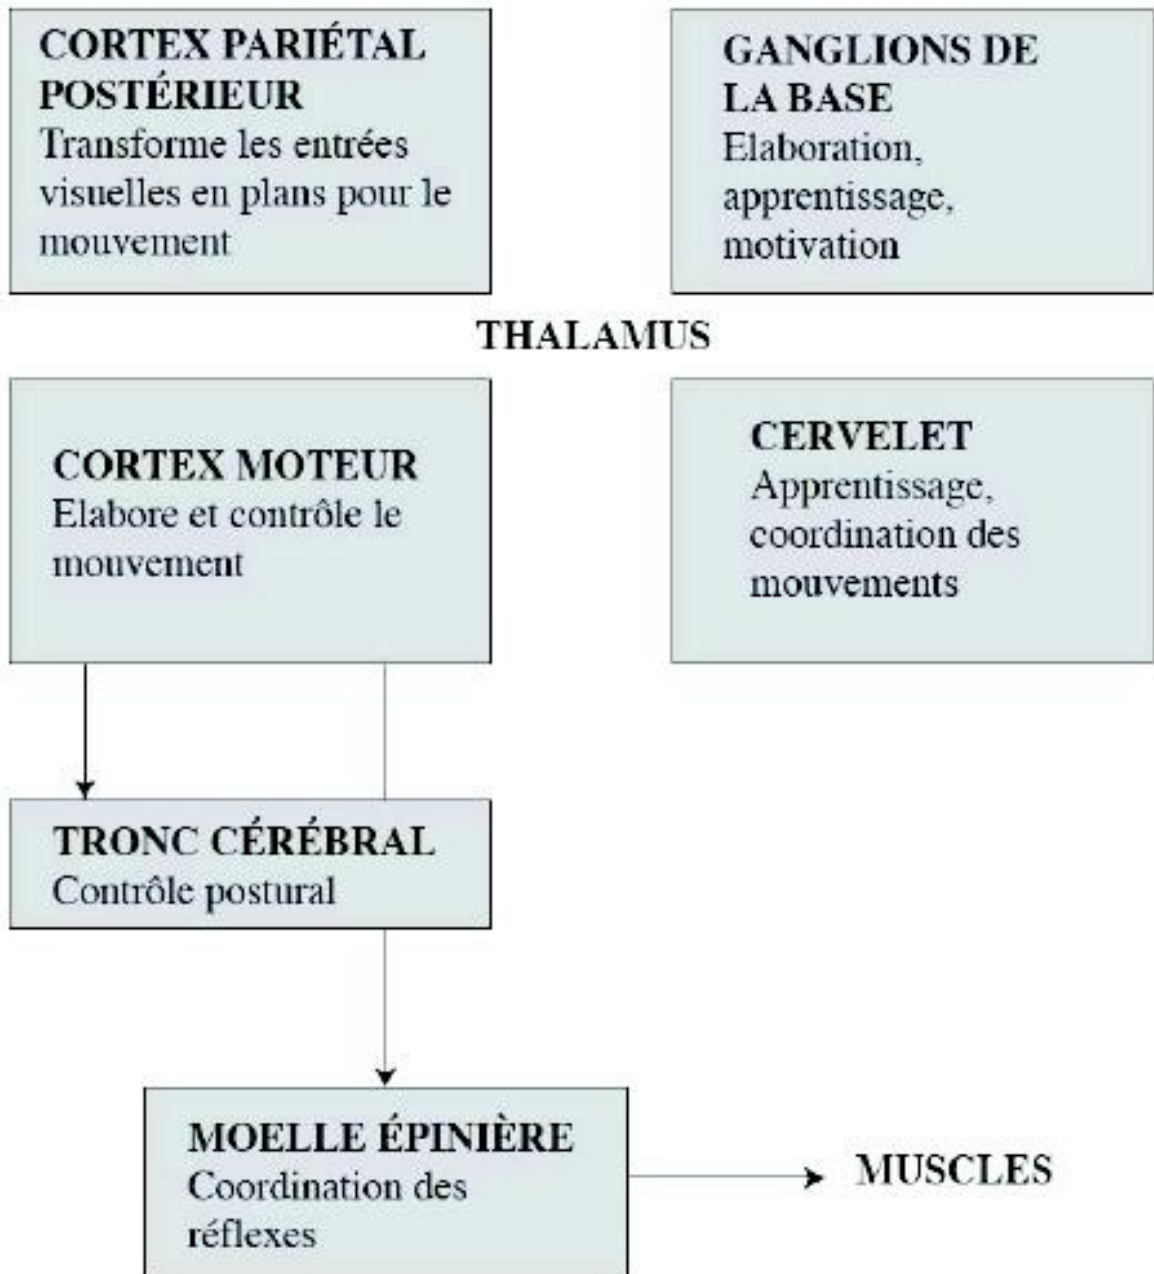 CORTEX PARIÉTAL
POSTÉRIEUR
Transforme les entrées
visuelles en plans pour le
mouvement
GANGLIONS DE
LA BASE
Elaboration,
apprentissage,
motivation
THALAMUS
CORTEX MOTEUR
Elabore et contrôle le
mouvement
CERVELET
Apprentissage,
coordination des
mouvements
TRONC CÉRÉBRAL
Contrôle postural
MOELLE ÉPINIÈRE
Coordination des
réflexes
MUSCLES